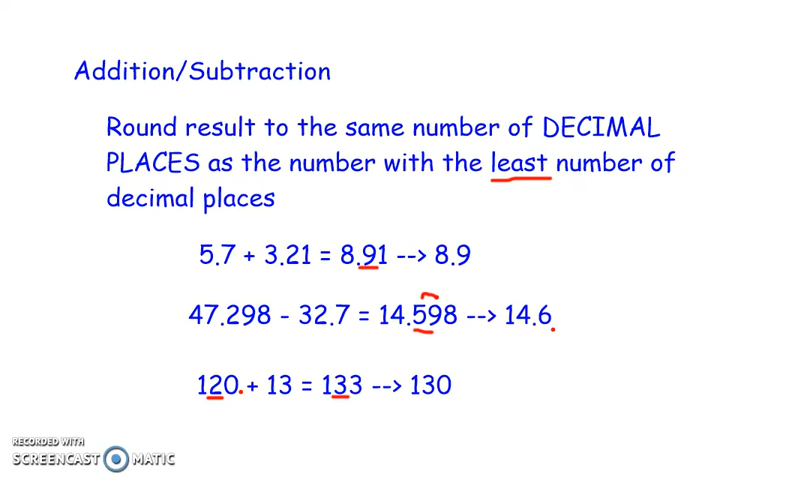 Addition/Subtraction
Round result to the same number of DECIMAL
PLACES as the number with the least number of
decimal places
5.7 + 3.21 = 8.91 --> 8.9
47.298 - 32.7 = 14.598 --> 14.6
120. + 13 = 133 --> 130
RECORDED WITH
SCREENCAST MATIC